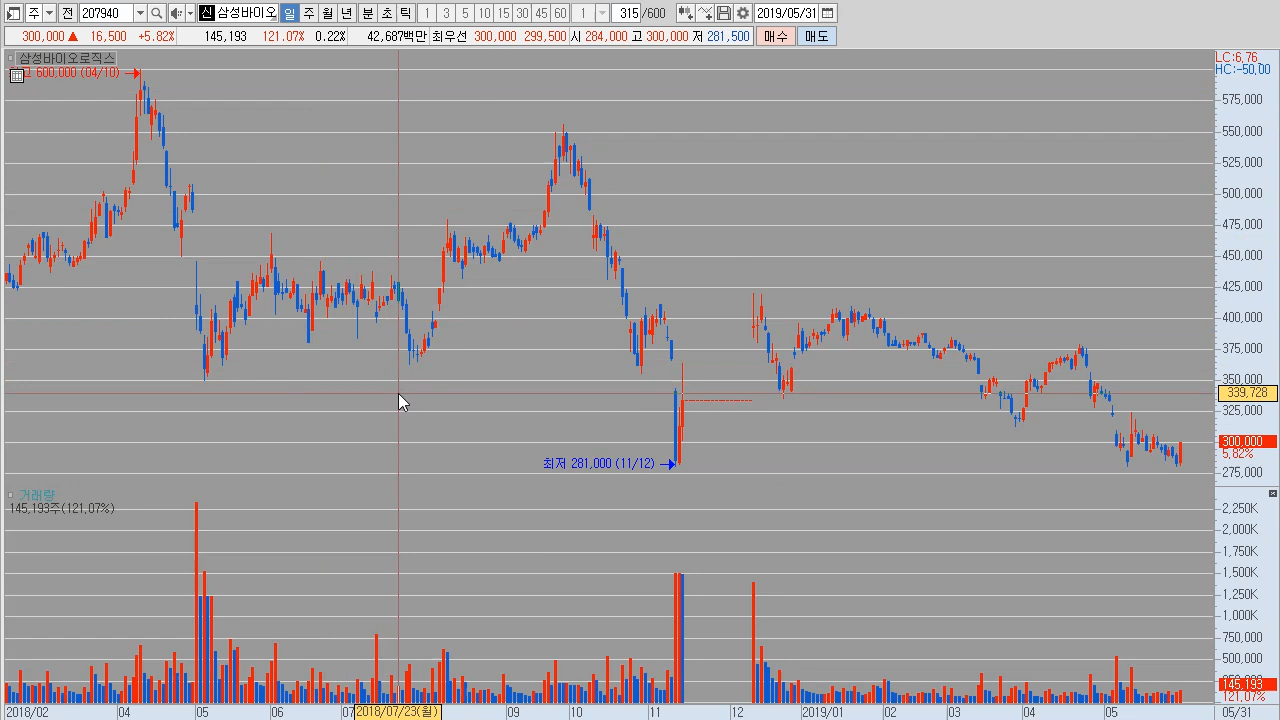 주 전 207940 신 삼성바이오 일 주 월 년 분 초 틱 1 3 5 10 15 30 45 60 1 315 /600 2019/05/31
300,000 ▲ 16,500 +5.82% 145,193 121.07% 0.22% 42,687백만 최우선 300,000 299,500 시 284,000 고 300,000 저 281,500 매수 매도
삼성바이오로직스
600,000 (04/10)
LC:6.76
HC:-50.00
575,000
550,000
525,000
500,000
475,000
450,000
425,000
400,000
375,000
350,000
339,728
325,000
300,000
5.82%
275,000
최저 281,000 (11/12)
거래량
145,193주(121.07%)
2,250K
2,000K
1,750K
1,500K
1,250K
1,000K
750,000
500,000
145,193
121.07%
2018/02 04 05 06 07 2018/07/23(월) 09 10 11 12 2019/01 02 03 04 05 05/31